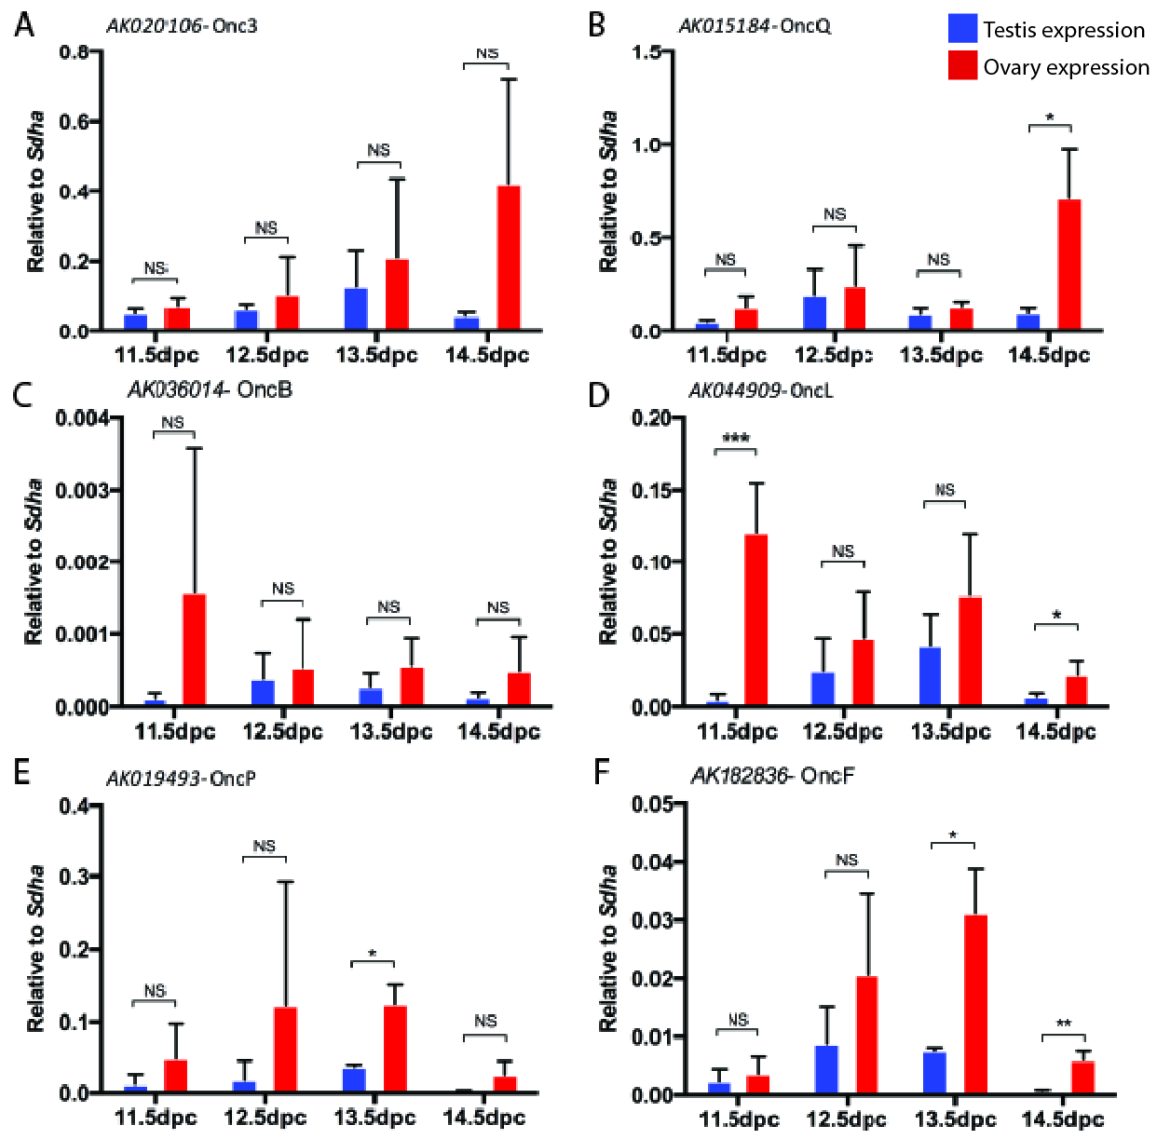 A AK020106-Onc3
Relative to Sdha
0.8
0.6
0.4
0.2
0.0
NS NS NS NS
11.5dpc 12.5dpc 13.5dpc 14.5dpc
B AK015184-OncQ
Testis expression
Ovary expression
Relative to Sdha
1.5
1.0
0.5
0.0
NS NS NS *
11.5dpc 12.5dpc 13.5dpc 14.5dpc
C AK036014- OncB
Relative to Sdha
0.004
0.003
0.002
0.001
0.000
NS NS NS NS
11.5dpc 12.5dpc 13.5dpc 14.5dpc
D AK044909-OncL
Relative to Sdha
0.20
0.15
0.10
0.05
0.00
*** NS NS *
11.5dpc 12.5dpc 13.5dpc 14.5dpc
E AK019493-OncP
Relative to Sdha
0.4
0.3
0.2
0.1
0.0
NS NS * NS
11.5dpc 12.5dpc 13.5dpc 14.5dpc
F AK182836- OncF
Relative to Sdha
0.05
0.04
0.03
0.02
0.01
0.00
NS NS * **
11.5dpc 12.5dpc 13.5dpc 14.5dpc